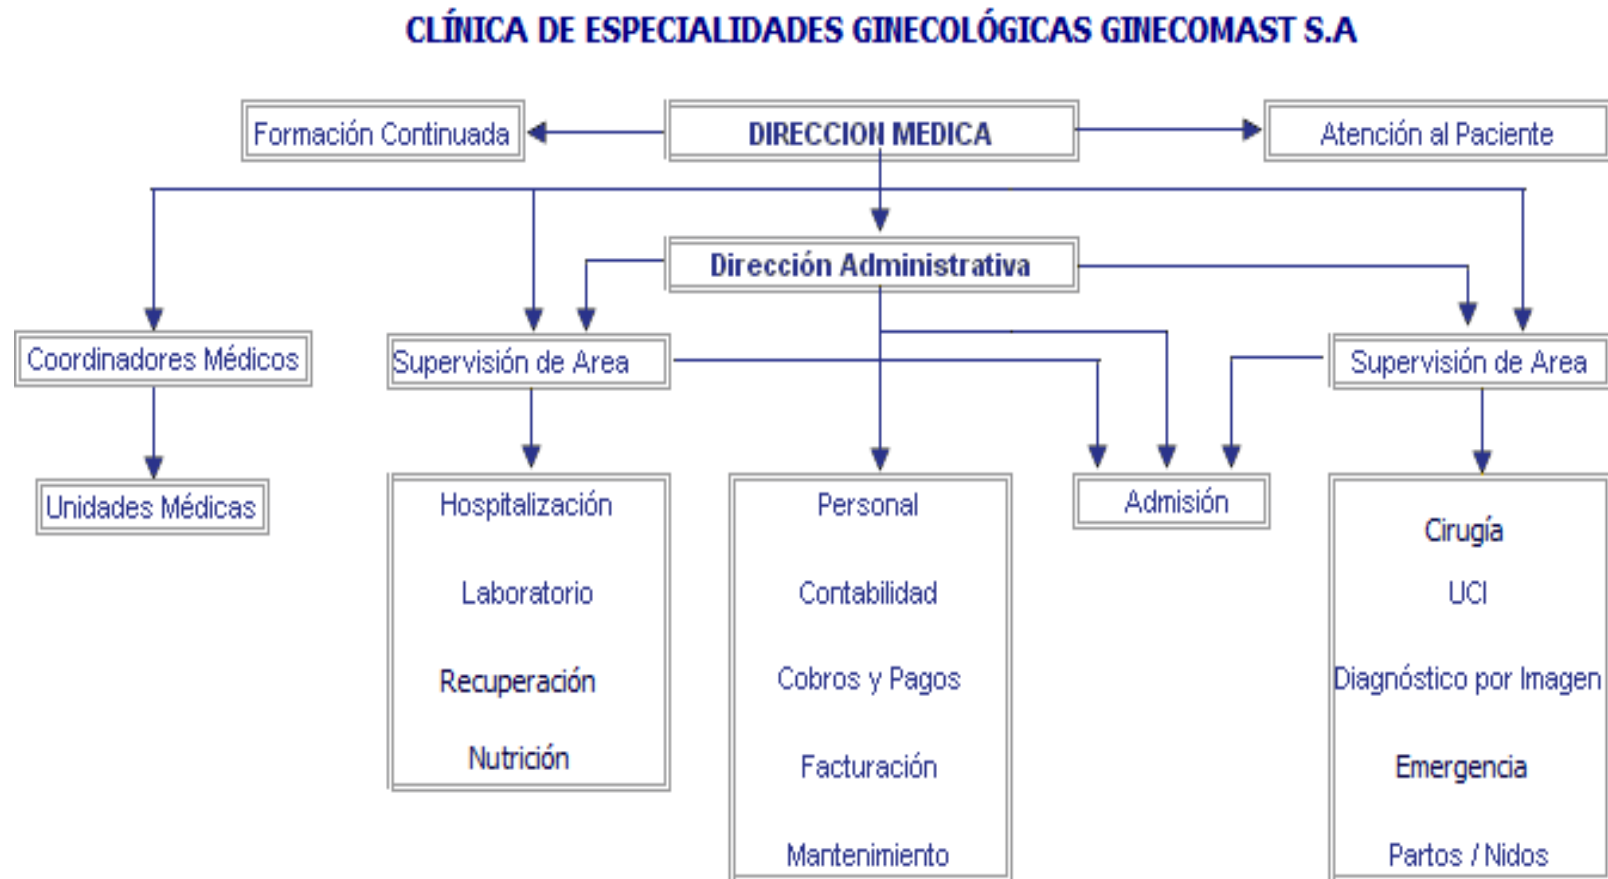 CLÍNICA DE ESPECIALIDADES GINECOLÓGICAS GINECOMAST S.A
Formación Continuada
DIRECCION MEDICA
Atención al Paciente
Dirección Administrativa
Coordinadores Médicos
Supervisión de Area
Supervisión de Area
Unidades Médicas
Hospitalización
Laboratorio
Recuperación
Nutrición
Personal
Contabilidad
Cobros y Pagos
Facturación
Mantenimiento
Admisión
Cirugía
UCI
Diagnóstico por Imagen
Emergencia
Partos / Nidos